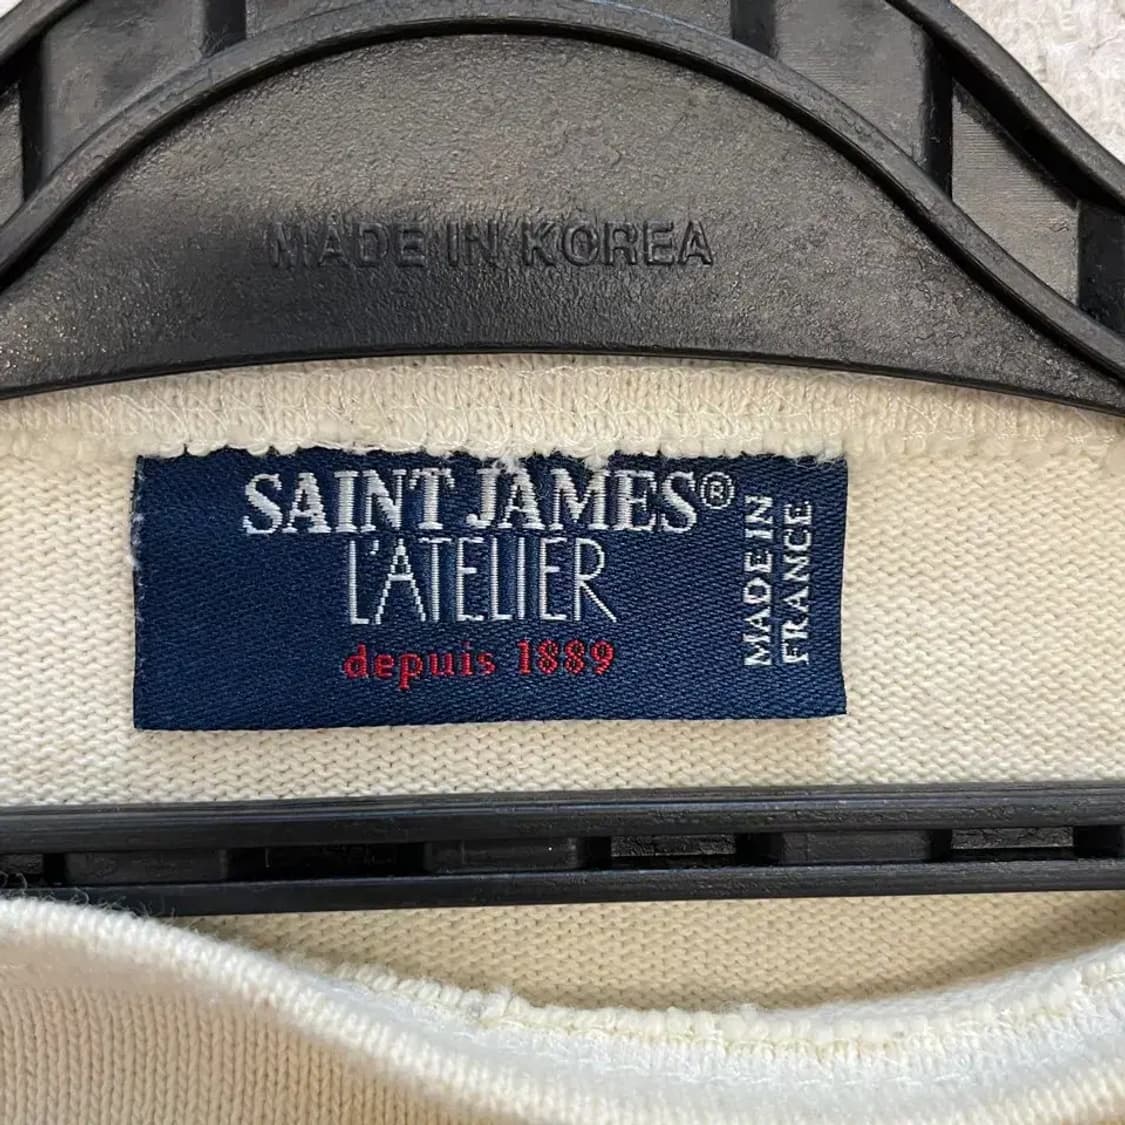 MADE IN KOREA
SAINT JAMES®
L'ATELIER
depuis 1889
MADE IN
FRANCE